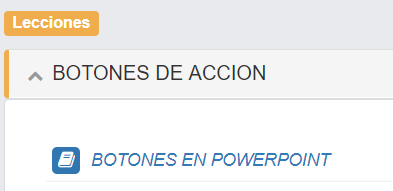 Lecciones
BOTONES DE ACCION
BOTONES EN POWERPOINT